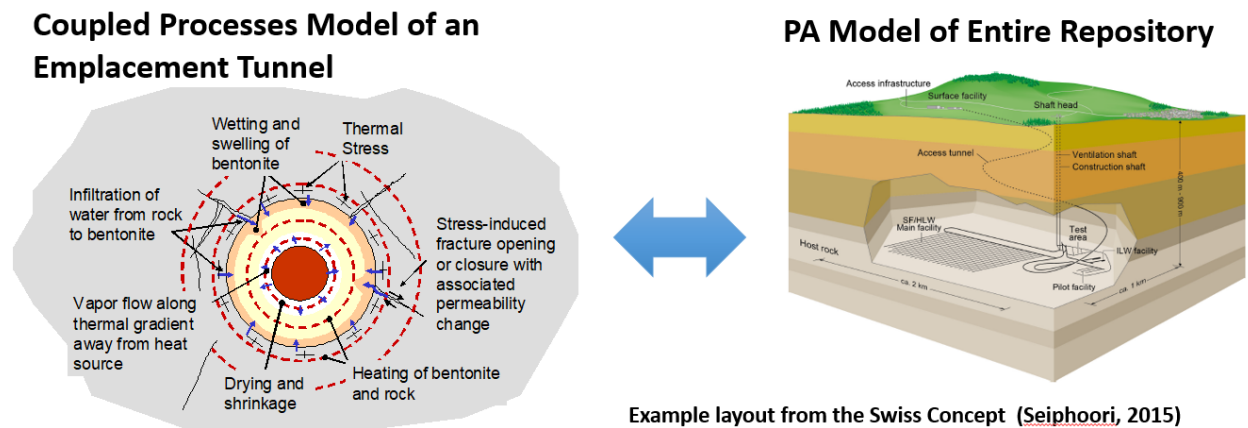 Coupled Processes Model of an
Emplacement Tunnel
PA Model of Entire Repository
Wetting and
swelling of
bentonite
Thermal
Stress
Infiltration of
water from rock
to bentonite
Stress-induced
fracture opening
or closure with
associated
permeability
change
Vapor flow along
thermal gradient
away from heat
source
Drying and
shrinkage
Heating of bentonite
and rock
Access infrastructure
Surface facility
Shaft head
Access tunnel
Ventilation shaft
Construction shaft
400 m - 900 m
SF/HLW
Main facility
Test
area
ILW facility
Host rock
Pilot facility
ca. 2 km
ca. 1 km
Example layout from the Swiss Concept (Seiphoori, 2015)